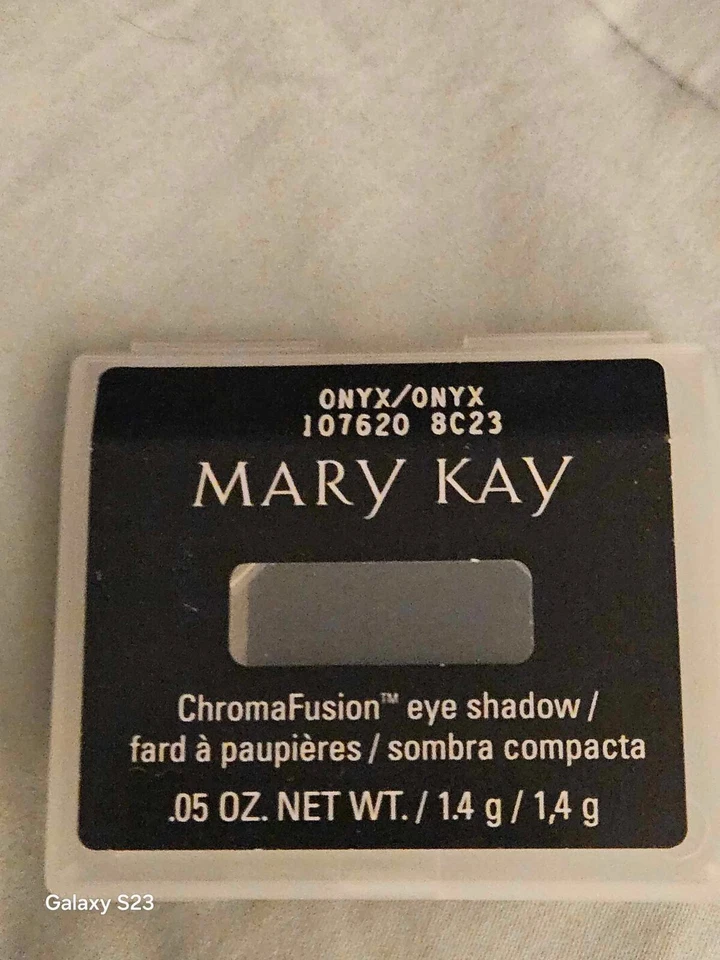 ONYX/ONYX
107620 8C23
MARY KAY
ChromaFusion™ eye shadow /
fard à paupières / sombra compacta
.05 OZ. NET WT. / 1.4 g / 1,4 g
Galaxy S23